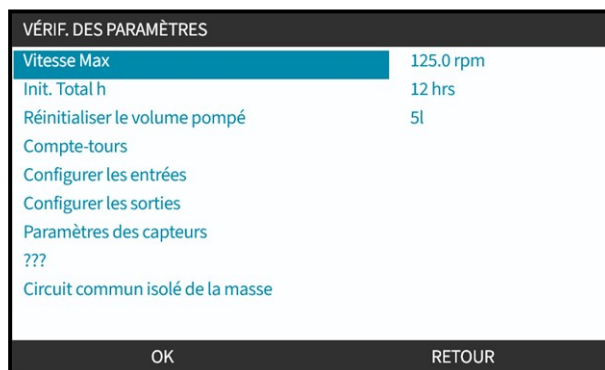 VÉRIF. DES PARAMÈTRES
Vitesse Max 125.0 rpm
Init. Total h 12 hrs
Réinitialiser le volume pompé 5l
Compte-tours
Configurer les entrées
Configurer les sorties
Paramètres des capteurs
???
Circuit commun isolé de la masse
OK RETOUR